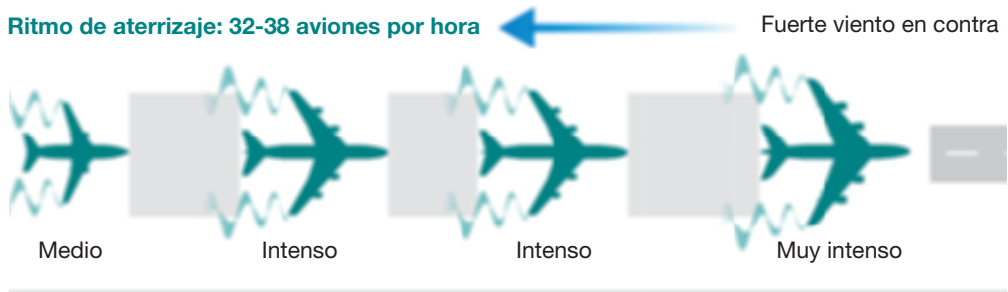 Ritmo de aterrizaje: 32-38 aviones por hora
Fuerte viento en contra
Medio
Intenso
Intenso
Muy intenso